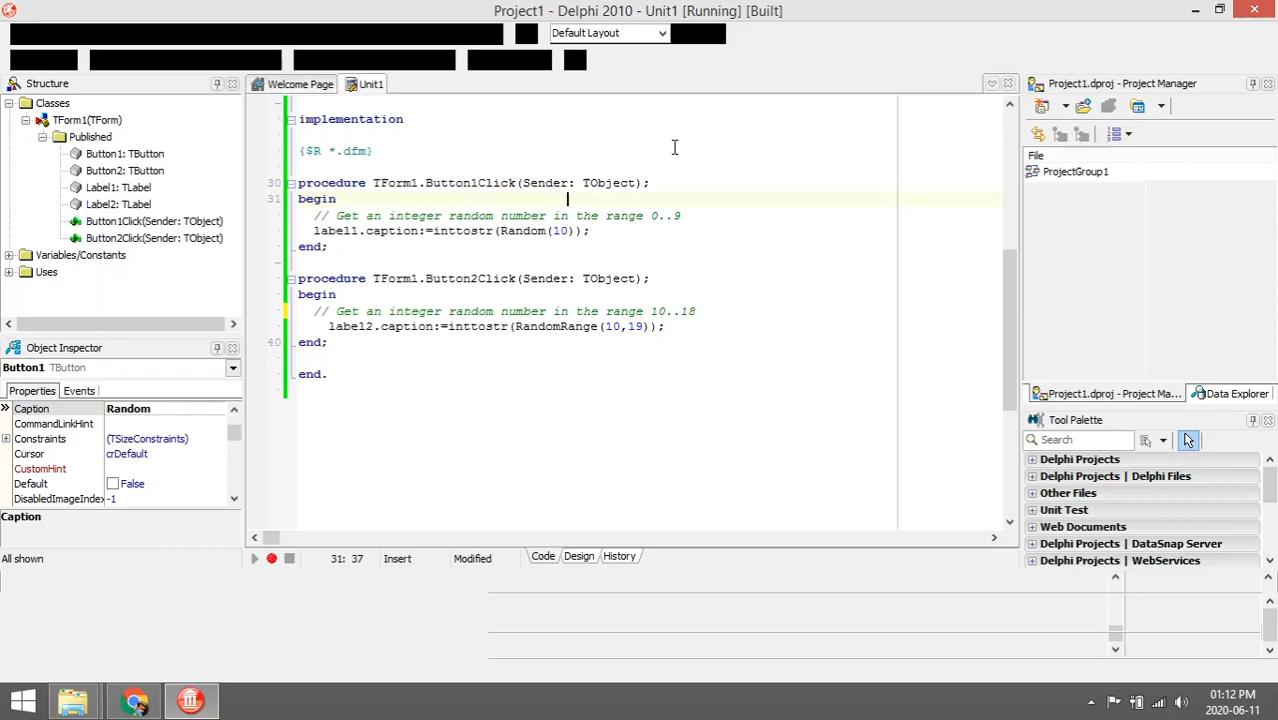 Project1 - Delphi 2010 - Unit1 [Running] [Built]
Default Layout
Structure
Welcome Page
Unit1
Project1.dproj - Project Manager
Classes
TForm1(TForm)
Published
Button1: TButton
Button2: TButton
Label1: TLabel
Label2: TLabel
Button1Click(Sender: TObject)
Button2Click(Sender: TObject)
Variables/Constants
Uses
implementation
{$R *.dfm}
30 procedure TForm1.Button1Click(Sender: TObject);
31 begin
// Get an integer random number in the range 0..9
label1.caption:=inttostr(Random(10));
end;
procedure TForm1.Button2Click(Sender: TObject);
begin
// Get an integer random number in the range 10..18
label2.caption:=inttostr(RandomRange(10,19));
40 end;
end.
File
ProjectGroup1
Project1.dproj - Project Ma...
Data Explorer
Object Inspector
Button1 TButton
Properties
Events
Caption Random
CommandLinkHint
Constraints (TSizeConstraints)
Cursor crDefault
CustomHint
Default False
DisabledImageIndex -1
Caption
All shown
31: 37
Insert
Modified
Code
Design
History
Tool Palette
Search
Delphi Projects
Delphi Projects | Delphi Files
Other Files
Unit Test
Web Documents
Delphi Projects | DataSnap Server
Delphi Projects | WebServices
01:12 PM
2020-06-11